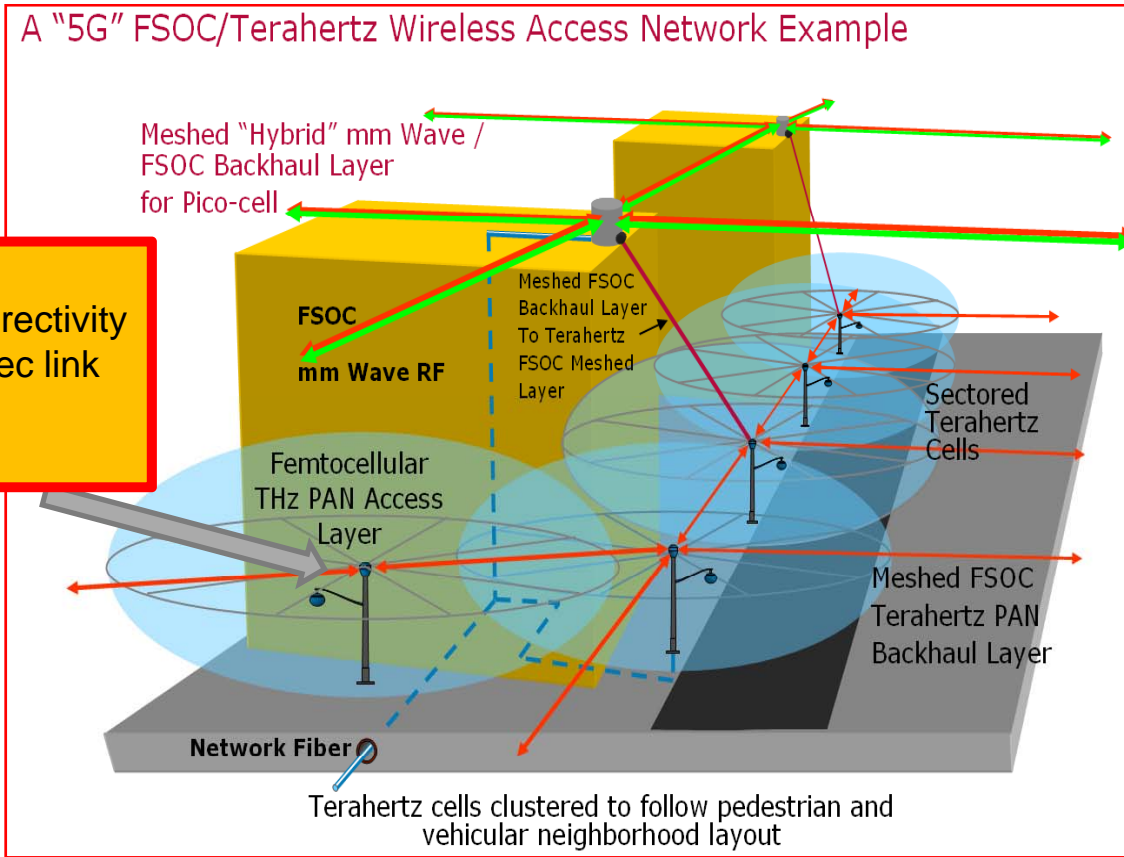 A “5G” FSOC/Terahertz Wireless Access Network Example
Meshed “Hybrid” mm Wave /
FSOC Backhaul Layer
for Pico-cell
link
FSOC
mm Wave RF
Meshed FSOC
Backhaul Layer
To Terahertz
FSOC Meshed
Layer
Sectored
Terahertz
Cells
Femtocellular
THz PAN Access
Layer
Meshed FSOC
Terahertz PAN
Backhaul Layer
Network Fiber
Terahertz cells clustered to follow pedestrian and
vehicular neighborhood layout